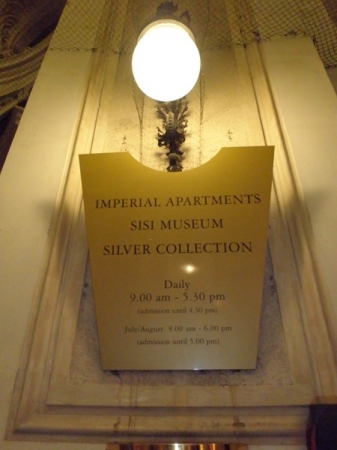 IMPERIAL APARTMENTS
SISI MUSEUM
SILVER COLLECTION
Daily
9.00 am - 5.30 pm
(admission until 4.30 pm)
July/August 9.00 am - 6.00 pm
(admission until 5.00 pm)